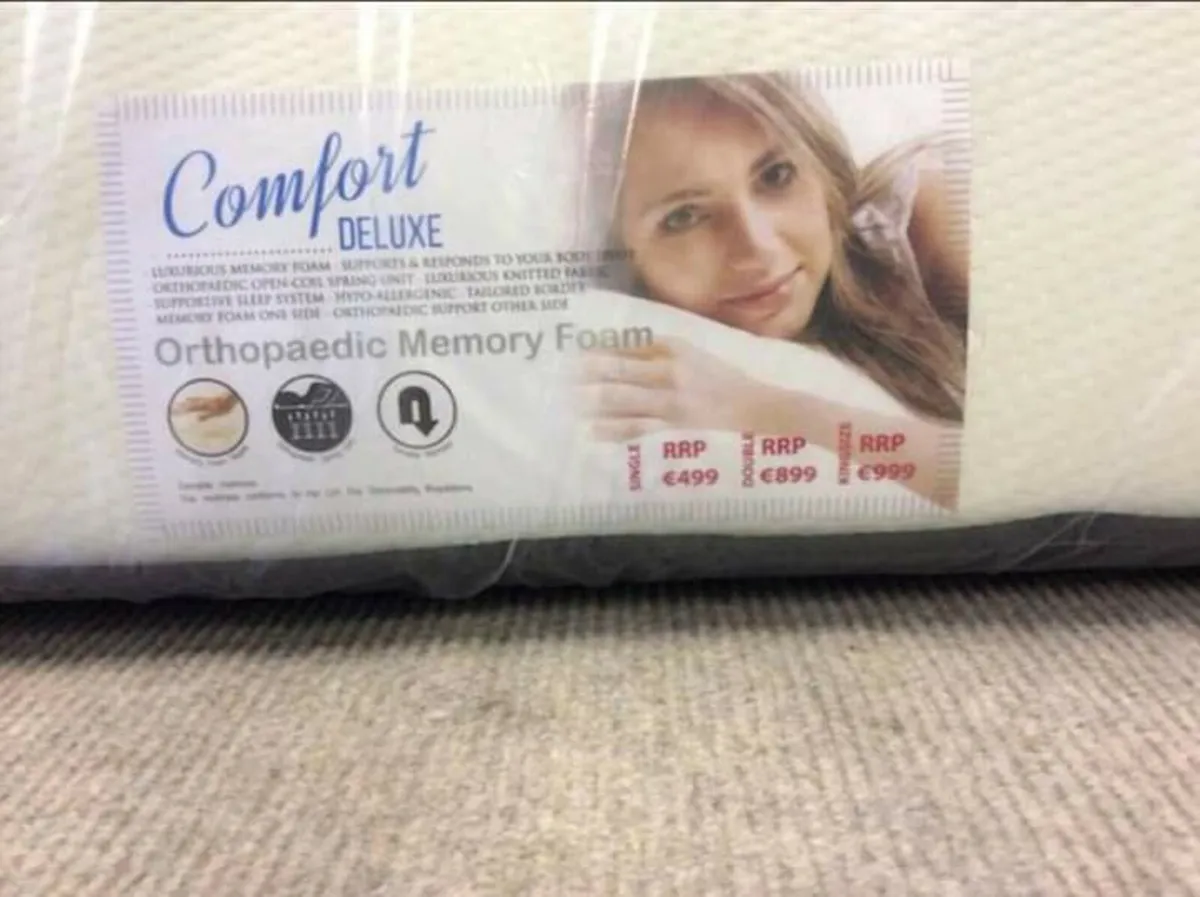 Comfort
DELUXE
LUXURIOUS MEMORY FOAM · SUPPORTS & RESPONDS TO YOUR BODY
ORTHOPAEDIC OPEN-COIL SPRING UNIT · LUXURIOUS KNITTED FABRIC
SUPPORTIVE SLEEP SYSTEM · HYPO-ALLERGENIC · TAILORED BORDER
MEMORY FOAM ONE SIDE · ORTHOPAEDIC SUPPORT OTHER SIDE
Orthopaedic Memory Foam
SINGLE RRP €499
DOUBLE RRP €899
KINGSIZE RRP €999